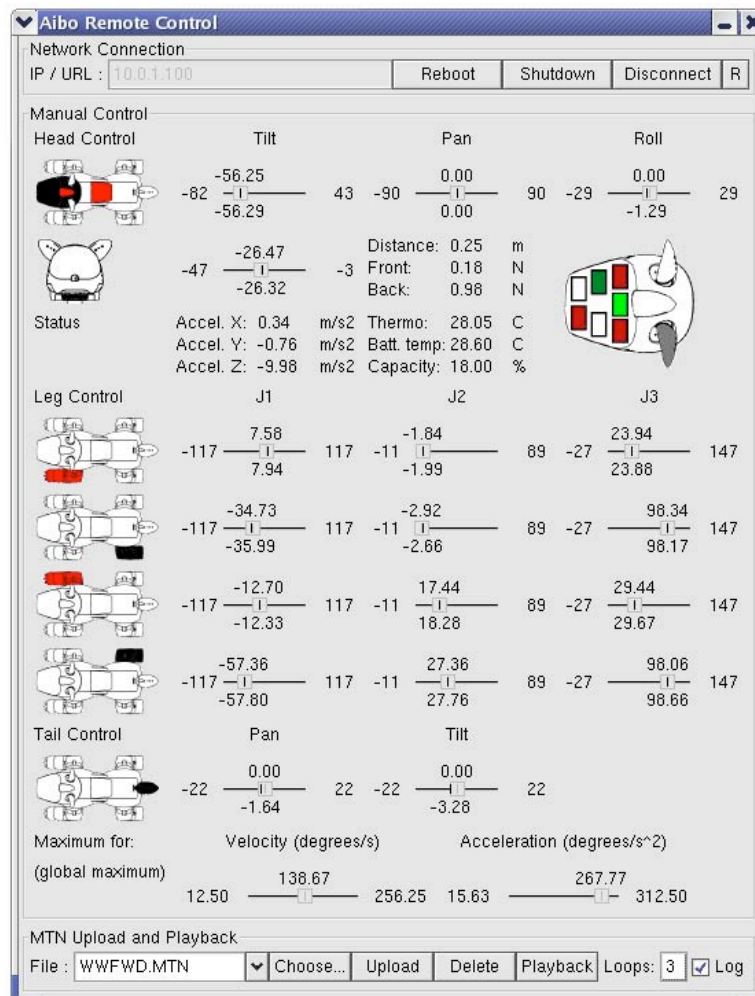 Aibo Remote Control
Network Connection
IP / URL : 10.0.1.100 Reboot Shutdown Disconnect R
Manual Control
Head Control Tilt Pan Roll
-56.25 0.00 0.00
-82 43 -90 90 -29 29
-56.29 0.00 -1.29
-26.47 Distance: 0.25 m
-47 -3 Front: 0.18 N
-26.32 Back: 0.98 N
Status Accel. X: 0.34 m/s2 Thermo: 28.05 C
Accel. Y: -0.76 m/s2 Batt. temp: 28.60 C
Accel. Z: -9.98 m/s2 Capacity: 18.00 %
Leg Control J1 J2 J3
7.58 -1.84 23.94
-117 117 -11 89 -27 147
7.94 -1.99 23.88
-34.73 -2.92 98.34
-117 117 -11 89 -27 147
-35.99 -2.66 98.17
-12.70 17.44 29.44
-117 117 -11 89 -27 147
-12.33 18.28 29.67
-57.36 27.36 98.06
-117 117 -11 89 -27 147
-57.80 27.76 98.66
Tail Control Pan Tilt
0.00 0.00
-22 22 -22 22
-1.64 -3.28
Maximum for: Velocity (degrees/s) Acceleration (degrees/s^2)
(global maximum) 138.67 267.77
12.50 256.25 15.63 312.50
MTN Upload and Playback
File : WWFWD.MTN Choose... Upload Delete Playback Loops: 3 Log